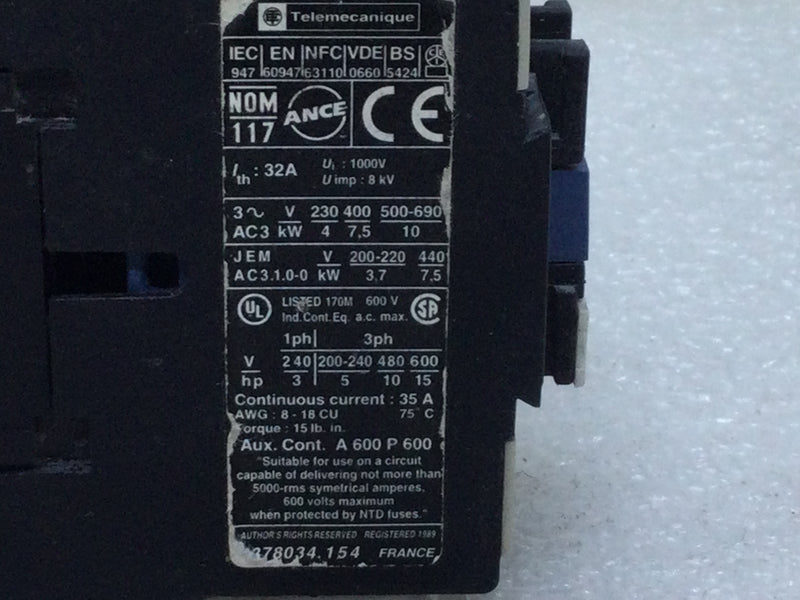 Telemecanique
IEC EN NFC VDE BS
947 60947 63110 0660 5424
NOM
117 ANCE CE
Ith : 32A Ui : 1000V
U imp : 8 kV
3~ V 230 400 500-690
AC3 kW 4 7,5 10
JEM V 200-220 440
AC3.1.0-0 kW 3,7 7,5
UL LISTED 170M 600 V
Ind.Cont.Eq. a.c. max. SA
1ph 3ph
V 240 200-240 480 600
hp 3 5 10 15
Continuous current : 35 A
AWG : 8 - 18 CU 75° C
Torque : 15 lb. in.
Aux. Cont. A 600 P 600
"Suitable for use on a circuit
capable of delivering not more than
5000-rms symetrical amperes,
600 volts maximum
when protected by NTD fuses."
AUTHOR'S RIGHTS RESERVED REGISTERED 1989
378034.154 FRANCE